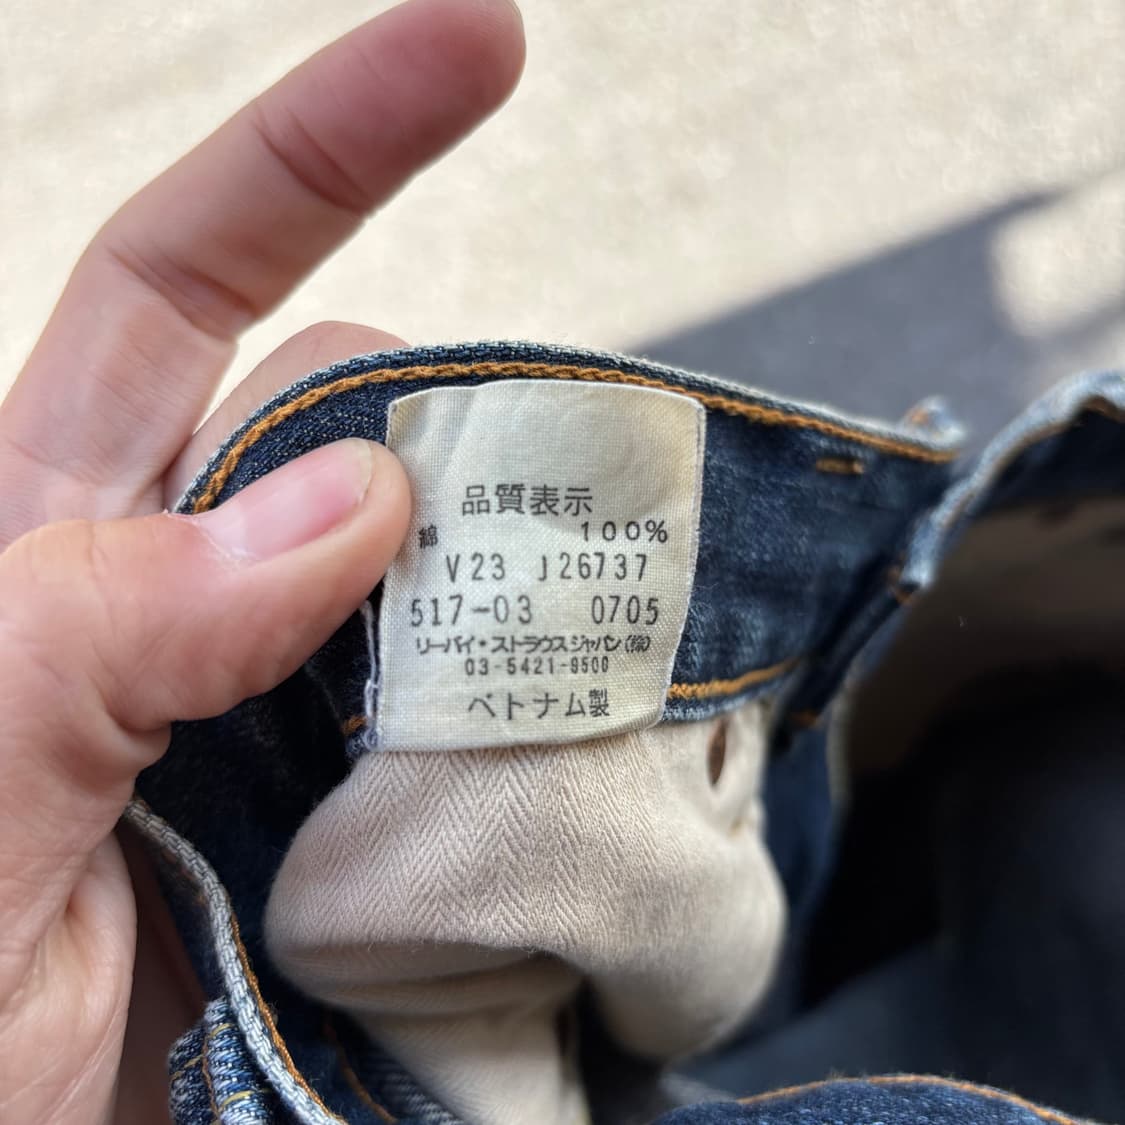 品質表示
綿 100%
V23 J26737
517-03 0705
リーバイ・ストラウスジャパン(株)
03-5421-9500
ベトナム製